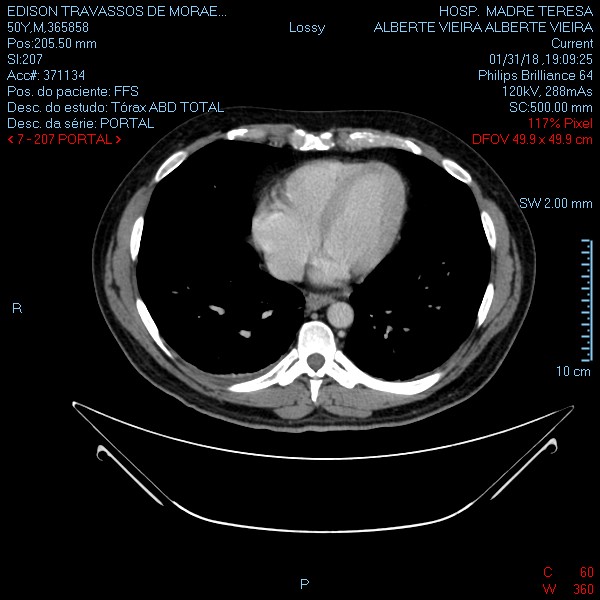 EDISON TRAVASSOS DE MORAE...
50Y,M,365858
Pos:205.50 mm
SI:207
Acc#: 371134
Pos. do paciente: FFS
Desc. do estudo: Tórax ABD TOTAL
Desc. da série: PORTAL
< 7 - 207 PORTAL >
Lossy
HOSP. MADRE TERESA
ALBERTE VIEIRA ALBERTE VIEIRA
Current
01/31/18 ,19:09:25
Philips Brilliance 64
120kV, 288mAs
SC:500.00 mm
117% Pixel
DFOV 49.9 x 49.9 cm
SW 2.00 mm
R
10 cm
P
C 60
W 360